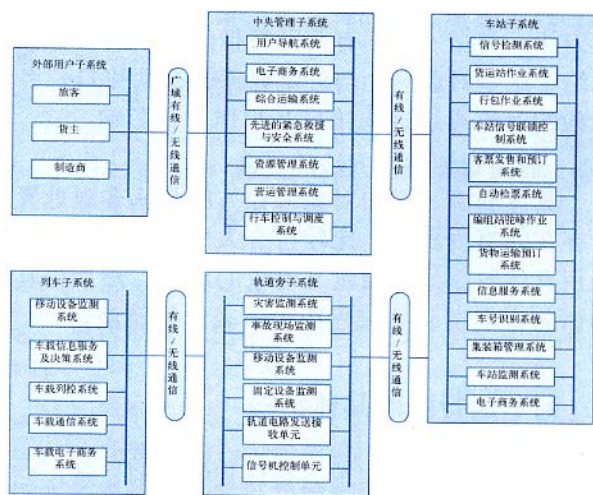 外部用户子系统
旅客
货主
制造商
广域有线/无线通信
中央管理子系统
用户导航系统
电子商务系统
综合运输系统
先进的紧急救援
与安全系统
资源管理系统
营运管理系统
行车控制与调度
系统
有线/无线通信
车站子系统
信号检测系统
货运站作业系统
行包作业系统
车站信号联锁控
制系统
客票发售和预订
系统
自动检票系统
编组站驼峰作业
系统
货物运输预订
系统
信息服务系统
车号识别系统
集装箱管理系统
车站监测系统
电子商务系统
列车子系统
移动设备监测
系统
车载信息服务
及决策系统
车载列控系统
车载通信系统
车载电子商务
系统
有线/无线通信
轨道旁子系统
灾害监测系统
事故现场监测
系统
移动设备监测
系统
固定设备监测
系统
轨道电路发送接
收单元
信号机控制单元
有线/无线通信